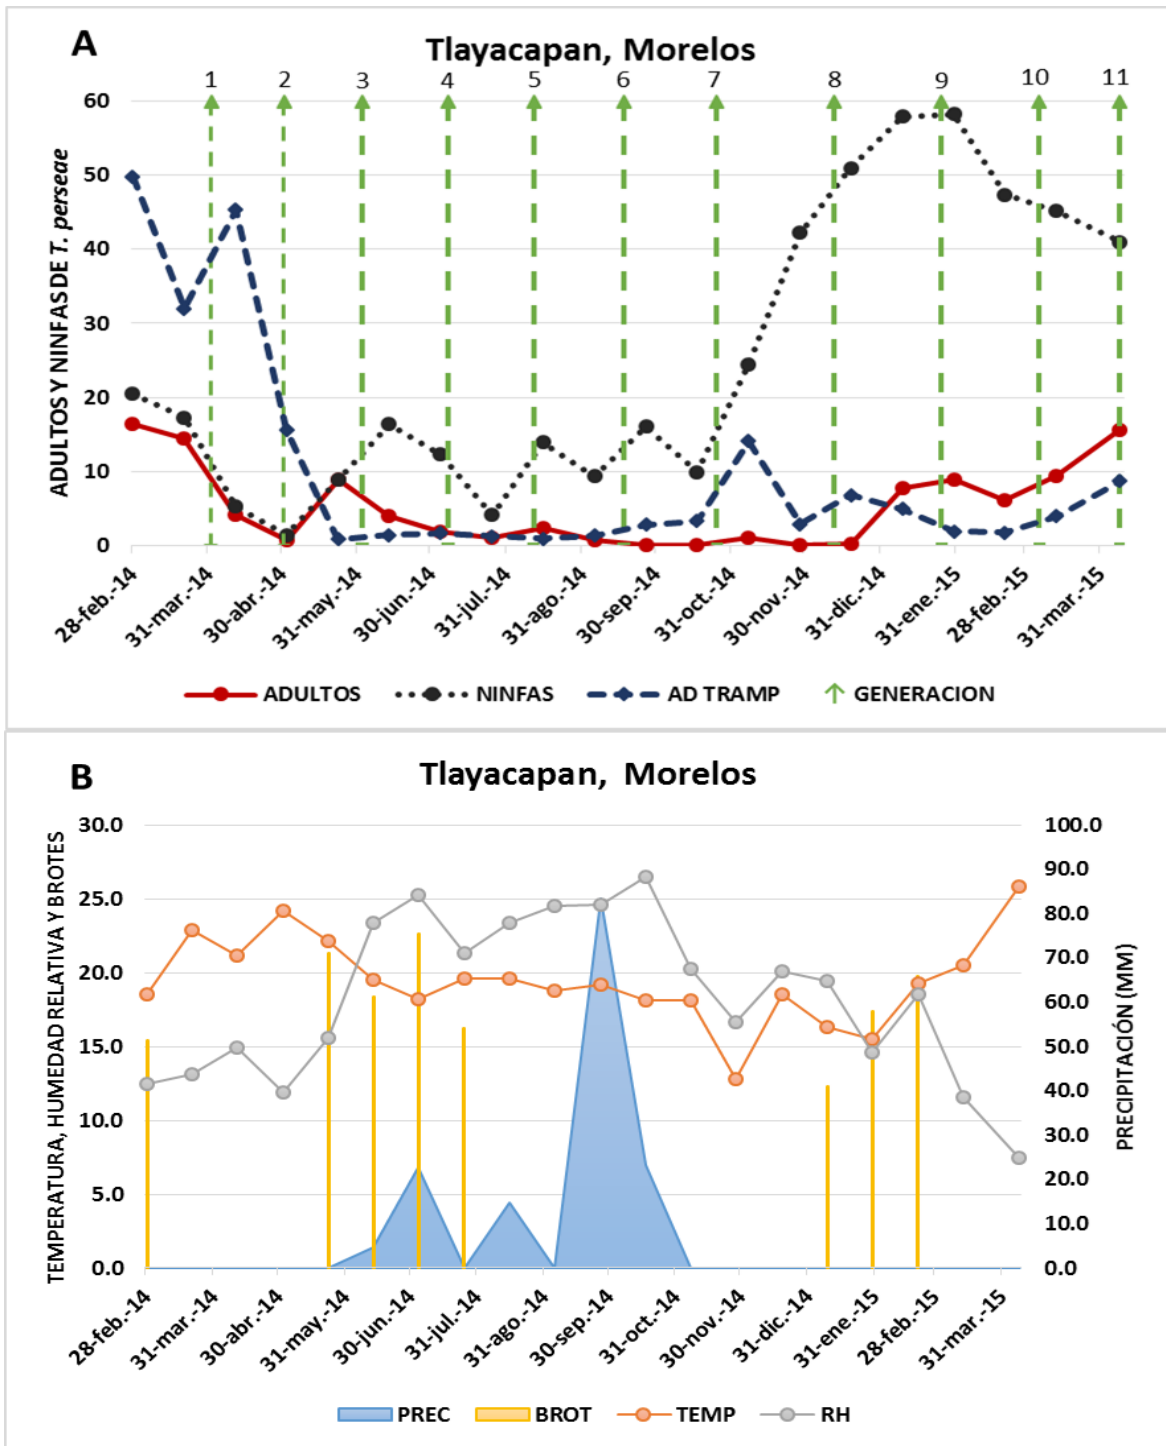 A
Tlayacapan, Morelos
1 2 3 4 5 6 7 8 9 10 11
ADULTOS Y NINFAS DE T. perseae
60
50
40
30
20
10
0
28-feb.-14 31-mar.-14 30-abr.-14 31-may.-14 30-jun.-14 31-jul.-14 31-ago.-14 30-sep.-14 31-oct.-14 30-nov.-14 31-dic.-14 31-ene.-15 28-feb.-15 31-mar.-15
ADULTOS NINFAS AD TRAMP GENERACION
B
Tlayacapan, Morelos
TEMPERATURA, HUMEDAD RELATIVA Y BROTES
30.0
25.0
20.0
15.0
10.0
5.0
0.0
100.0
90.0
80.0
70.0
60.0
50.0
40.0
30.0
20.0
10.0
0.0
PRECIPITACIÓN (MM)
28-feb.-14 31-mar.-14 30-abr.-14 31-may.-14 30-jun.-14 31-jul.-14 31-ago.-14 30-sep.-14 31-oct.-14 30-nov.-14 31-dic.-14 31-ene.-15 28-feb.-15 31-mar.-15
PREC BROT TEMP RH